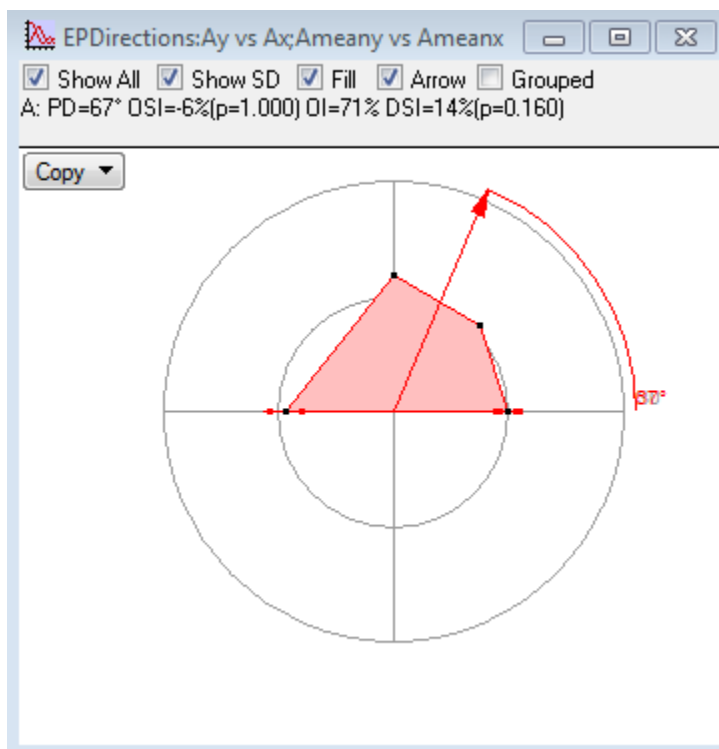 EPDirections:Ay vs Ax;Ameany vs Ameanx
Show All Show SD Fill Arrow Grouped
A: PD=67° OSI=-6%(p=1.000) OI=71% DSI=14%(p=0.160)
Copy